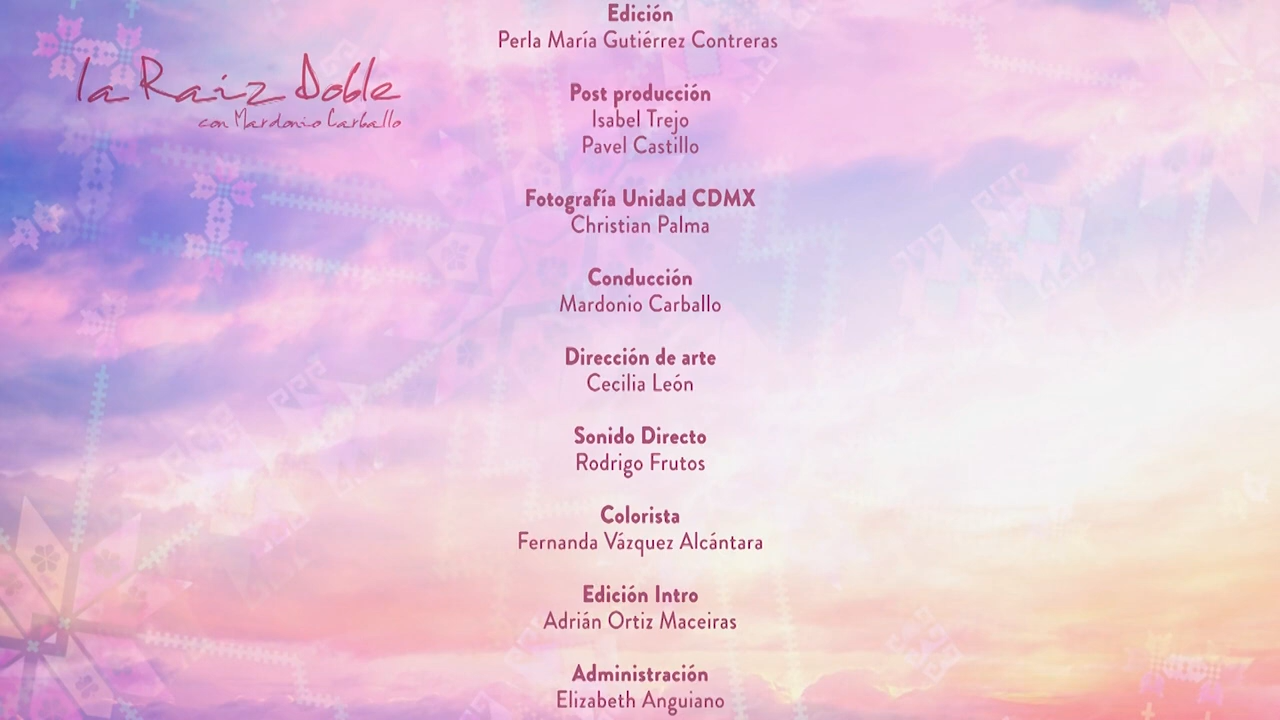 la Raíz Doble
con Mardonio Carballo
Edición
Perla María Gutiérrez Contreras
Post producción
Isabel Trejo
Pavel Castillo
Fotografía Unidad CDMX
Christian Palma
Conducción
Mardonio Carballo
Dirección de arte
Cecilia León
Sonido Directo
Rodrigo Frutos
Colorista
Fernanda Vázquez Alcántara
Edición Intro
Adrián Ortiz Maceiras
Administración
Elizabeth Anguiano